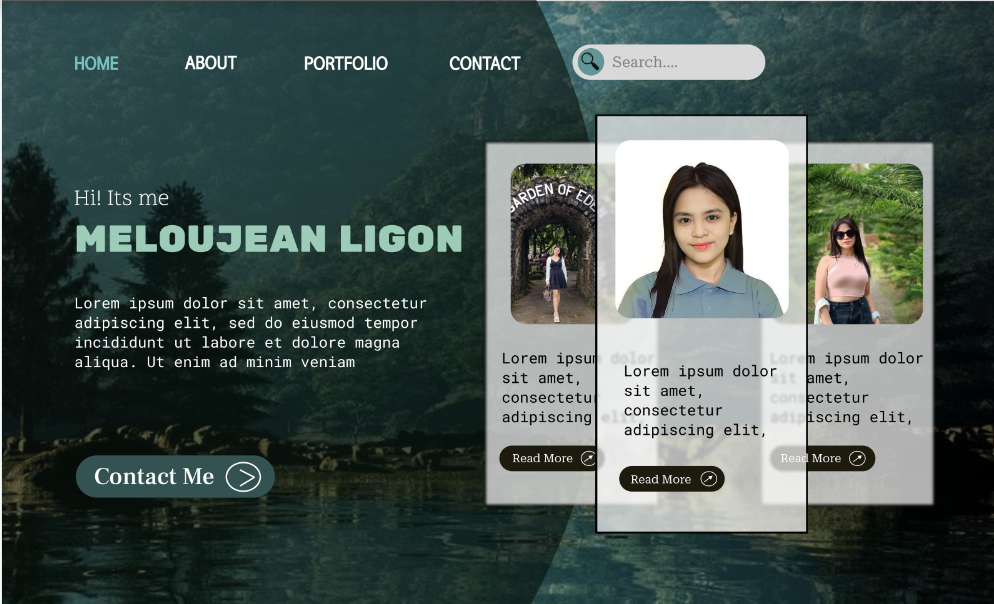 HOME ABOUT PORTFOLIO CONTACT Search....
Hi! Its me
MELOUJEAN LIGON
Lorem ipsum dolor sit amet, consectetur
adipiscing elit, sed do eiusmod tempor
incididunt ut labore et dolore magna
aliqua. Ut enim ad minim veniam
Contact Me
GARDEN OF
Lorem ipsum dolor
sit amet,
consectetur
adipiscing
Read More
Lorem ipsum dolor
sit amet,
consectetur
adipiscing elit,
Read More
Lorem ipsum dolor
sit amet,
consectetur
adipiscing elit,
Read More